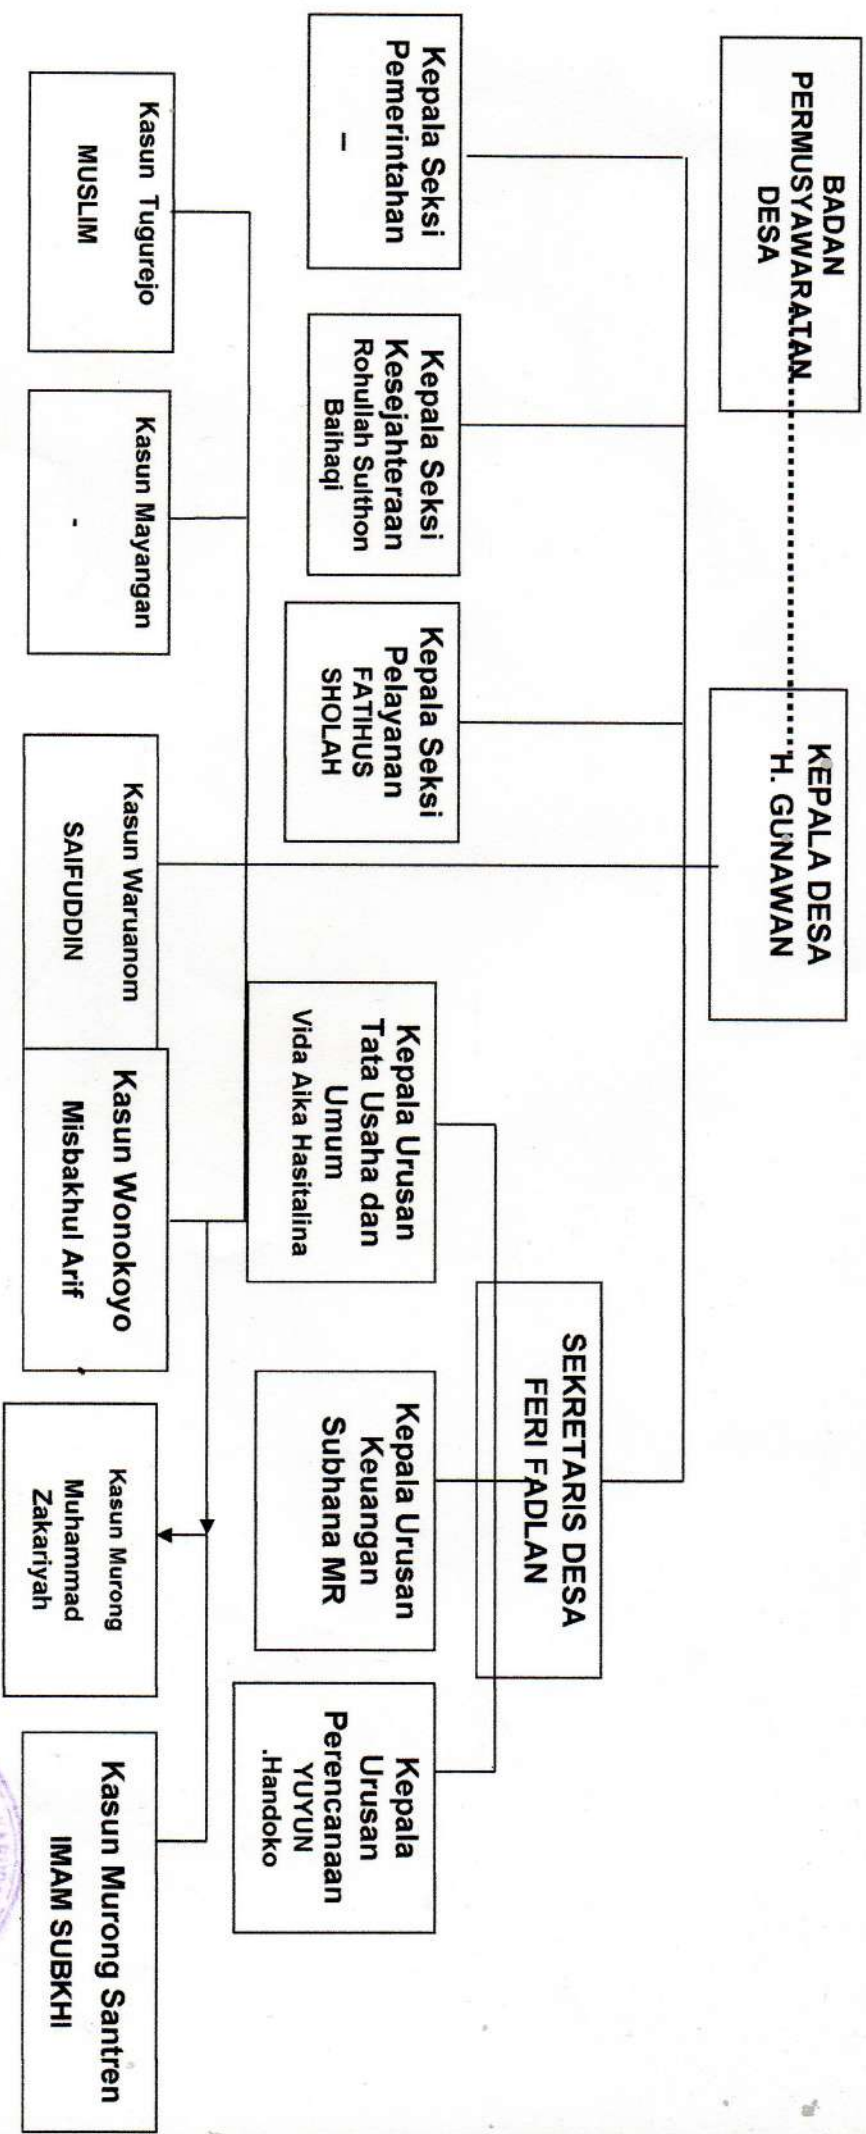 BADAN
PERMUSYAWARATAN
DESA
KEPALA DESA
H. GUNAWAN
SEKRETARIS DESA
FERI FADLAN
Kepala Seksi
Pemerintahan
–
Kepala Seksi
Kesejahteraan
Rohullah Sulthon
Baihaqi
Kepala Seksi
Pelayanan
FATIHUS
SHOLAH
Kepala Urusan
Tata Usaha dan
Umum
Vida Aika Hasitalina
Kepala Urusan
Keuangan
Subhana MR
Kepala
Urusan
Perencanaan
YUYUN
.Handoko
Kasun Tugurejo
MUSLIM
Kasun Mayangan
-
Kasun Waruanom
SAIFUDDIN
Kasun Wonokoyo
Misbakhul Arif
Kasun Murong
Muhammad
Zakariyah
Kasun Murong Santren
IMAM SUBKHI